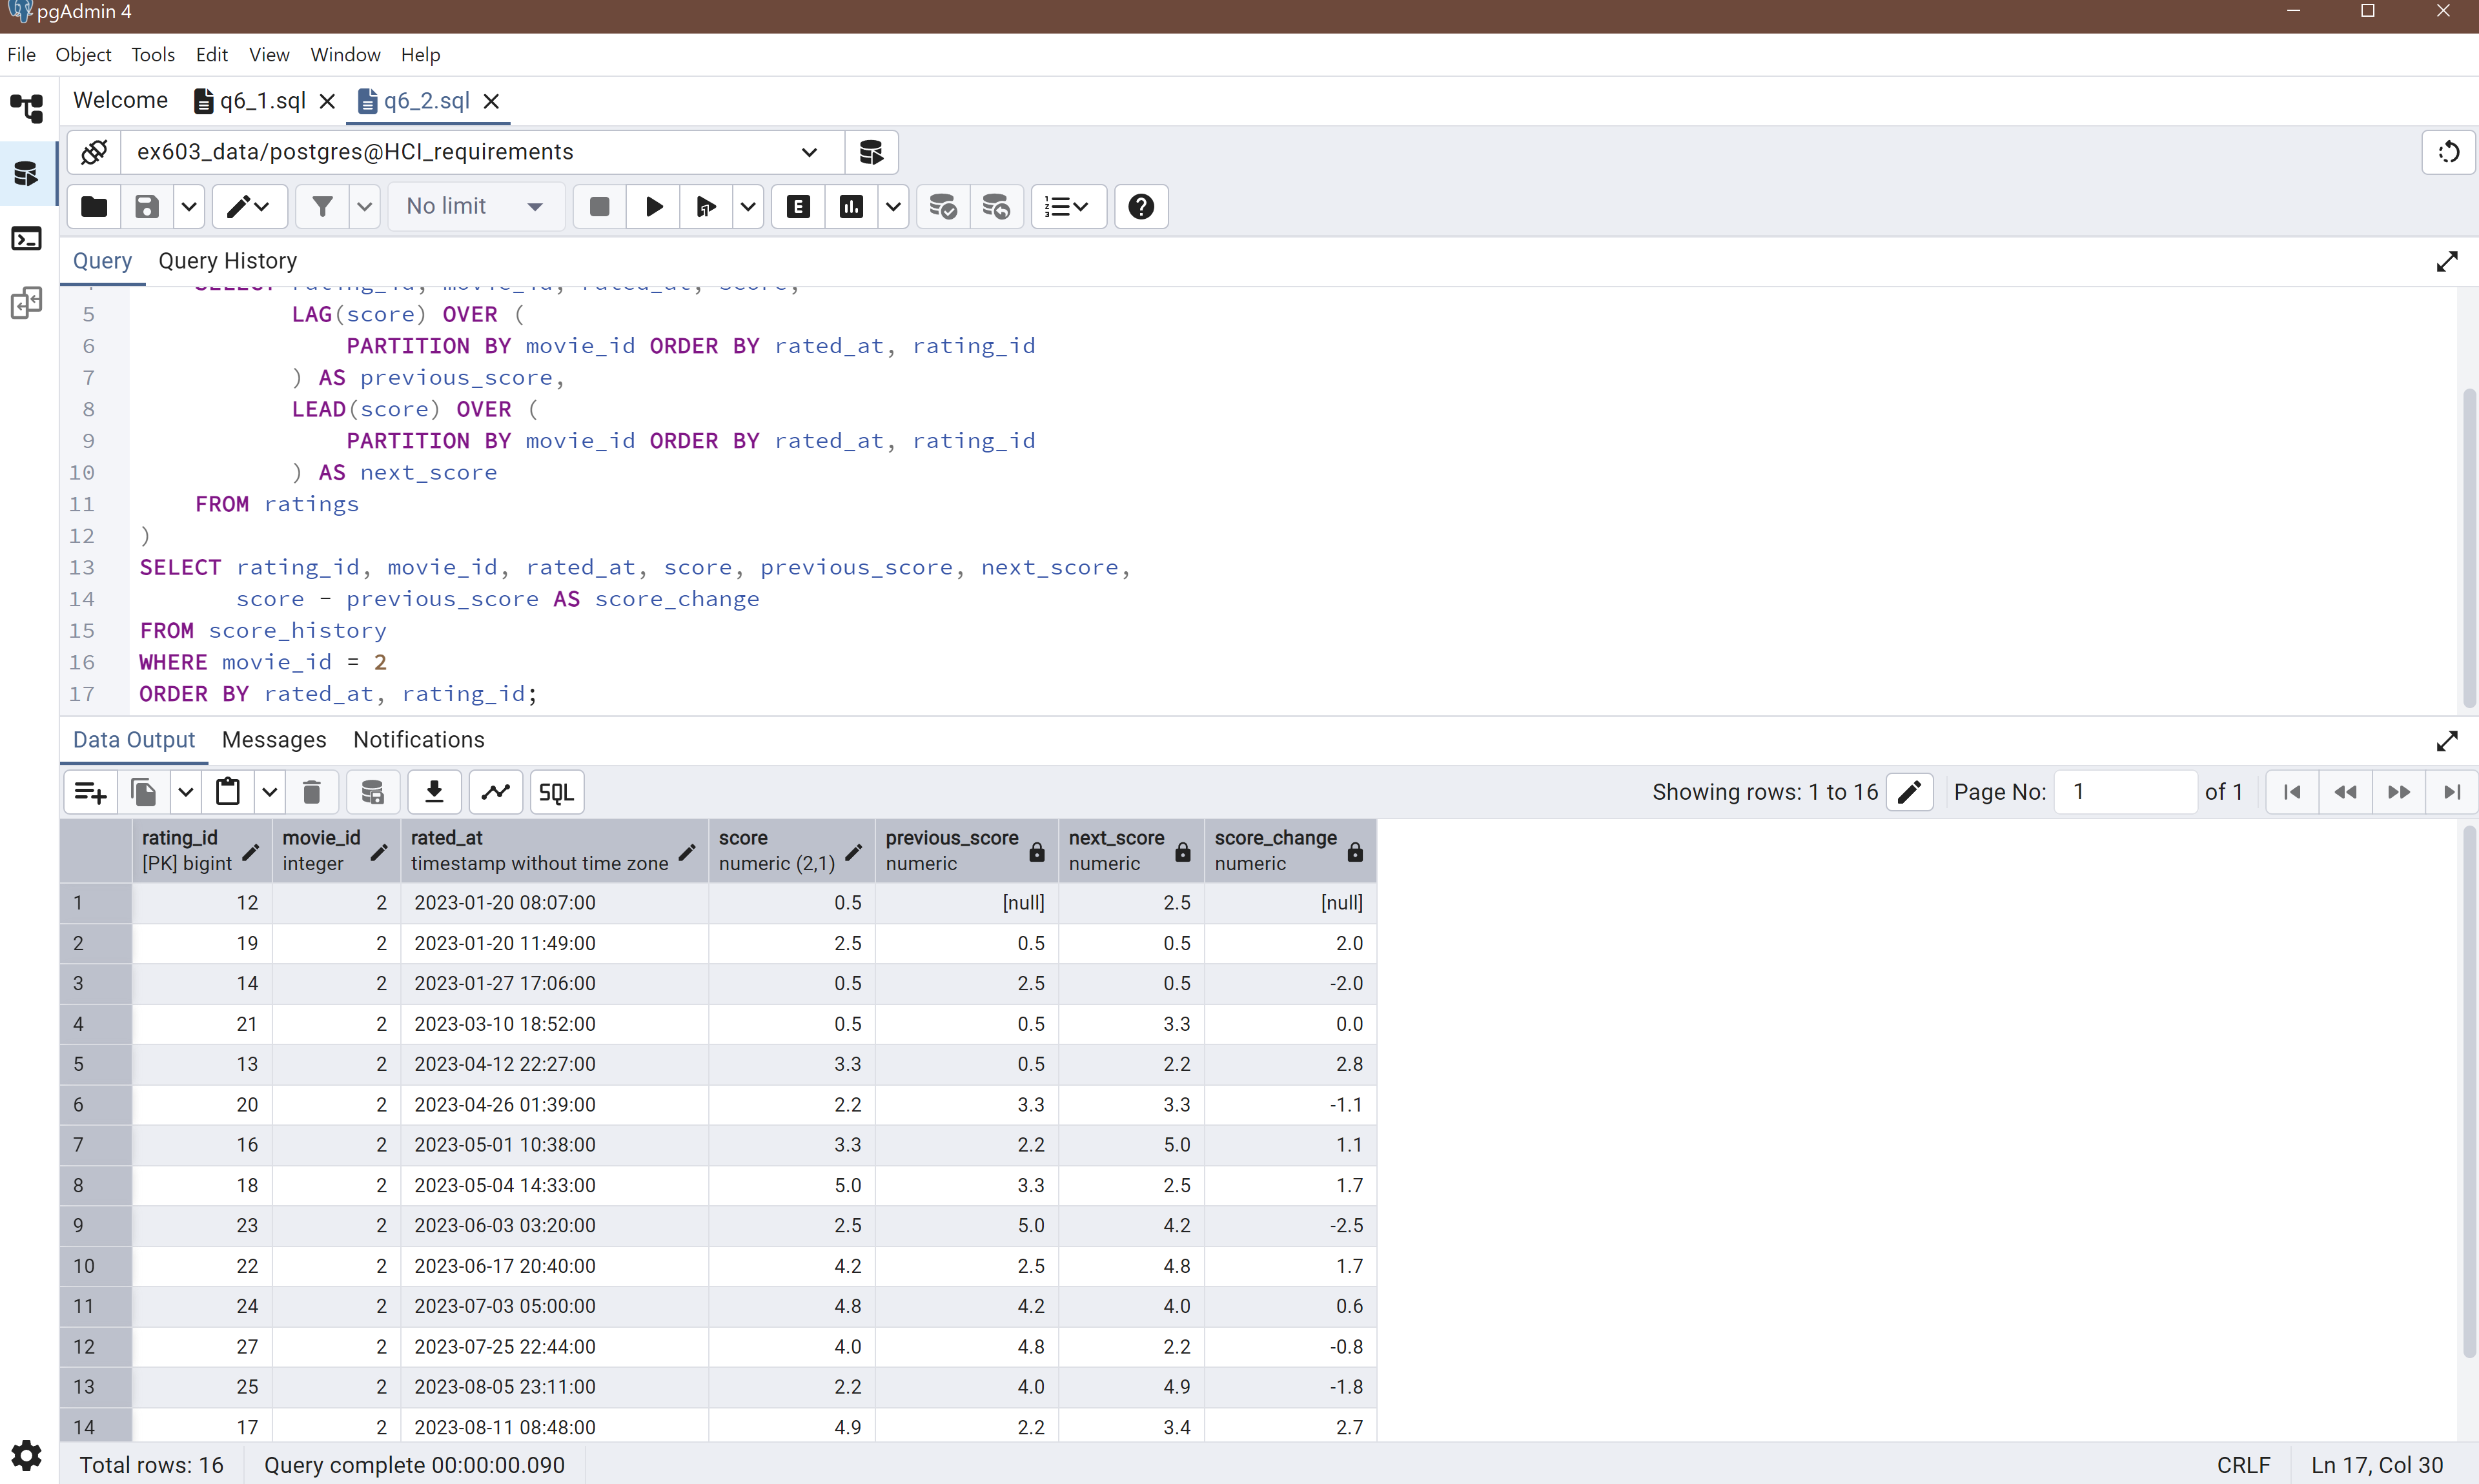 pgAdmin 4
File Object Tools Edit View Window Help
Welcome q6_1.sql q6_2.sql
ex603_data/postgres@HCI_requirements
No limit
Query Query History
SELECT rating_id, movie_id, rated_at, score,
5 LAG(score) OVER (
6 PARTITION BY movie_id ORDER BY rated_at, rating_id
7 ) AS previous_score,
8 LEAD(score) OVER (
9 PARTITION BY movie_id ORDER BY rated_at, rating_id
10 ) AS next_score
11 FROM ratings
12 )
13 SELECT rating_id, movie_id, rated_at, score, previous_score, next_score,
14 score - previous_score AS score_change
15 FROM score_history
16 WHERE movie_id = 2
17 ORDER BY rated_at, rating_id;
Data Output Messages Notifications
SQL Showing rows: 1 to 16 Page No: 1 of 1
rating_id movie_id rated_at score previous_score next_score score_change
[PK] bigint integer timestamp without time zone numeric (2,1) numeric numeric numeric
1 12 2 2023-01-20 08:07:00 0.5 [null] 2.5 [null]
2 19 2 2023-01-20 11:49:00 2.5 0.5 0.5 2.0
3 14 2 2023-01-27 17:06:00 0.5 2.5 0.5 -2.0
4 21 2 2023-03-10 18:52:00 0.5 0.5 3.3 0.0
5 13 2 2023-04-12 22:27:00 3.3 0.5 2.2 2.8
6 20 2 2023-04-26 01:39:00 2.2 3.3 3.3 -1.1
7 16 2 2023-05-01 10:38:00 3.3 2.2 5.0 1.1
8 18 2 2023-05-04 14:33:00 5.0 3.3 2.5 1.7
9 23 2 2023-06-03 03:20:00 2.5 5.0 4.2 -2.5
10 22 2 2023-06-17 20:40:00 4.2 2.5 4.8 1.7
11 24 2 2023-07-03 05:00:00 4.8 4.2 4.0 0.6
12 27 2 2023-07-25 22:44:00 4.0 4.8 2.2 -0.8
13 25 2 2023-08-05 23:11:00 2.2 4.0 4.9 -1.8
14 17 2 2023-08-11 08:48:00 4.9 2.2 3.4 2.7
Total rows: 16 Query complete 00:00:00.090 CRLF Ln 17, Col 30